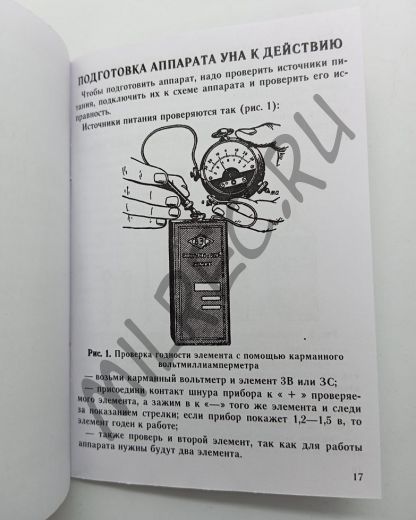 ПОДГОТОВКА АППАРАТА УНА К ДЕЙСТВИЮ
Чтобы подготовить аппарат, надо проверить источники пи-
тания, подключить их к схеме аппарата и проверить его ис-
правность.
Источники питания проверяются так (рис. 1):
Рис. 1. Проверка годности элемента с помощью карманного
вольтмиллиамперметра
— возьми карманный вольтметр и элемент 3В или 3С;
— присоедини контакт шнура прибора к « + » проверяе-
мого элемента, а зажим в к «—» того же элемента и следи
за показанием стрелки; если прибор покажет 1,2—1,5 в, то
элемент годен к работе;
— также проверь и второй элемент, так как для работы
аппарата нужны будут два элемента.
17
MILREC.RU